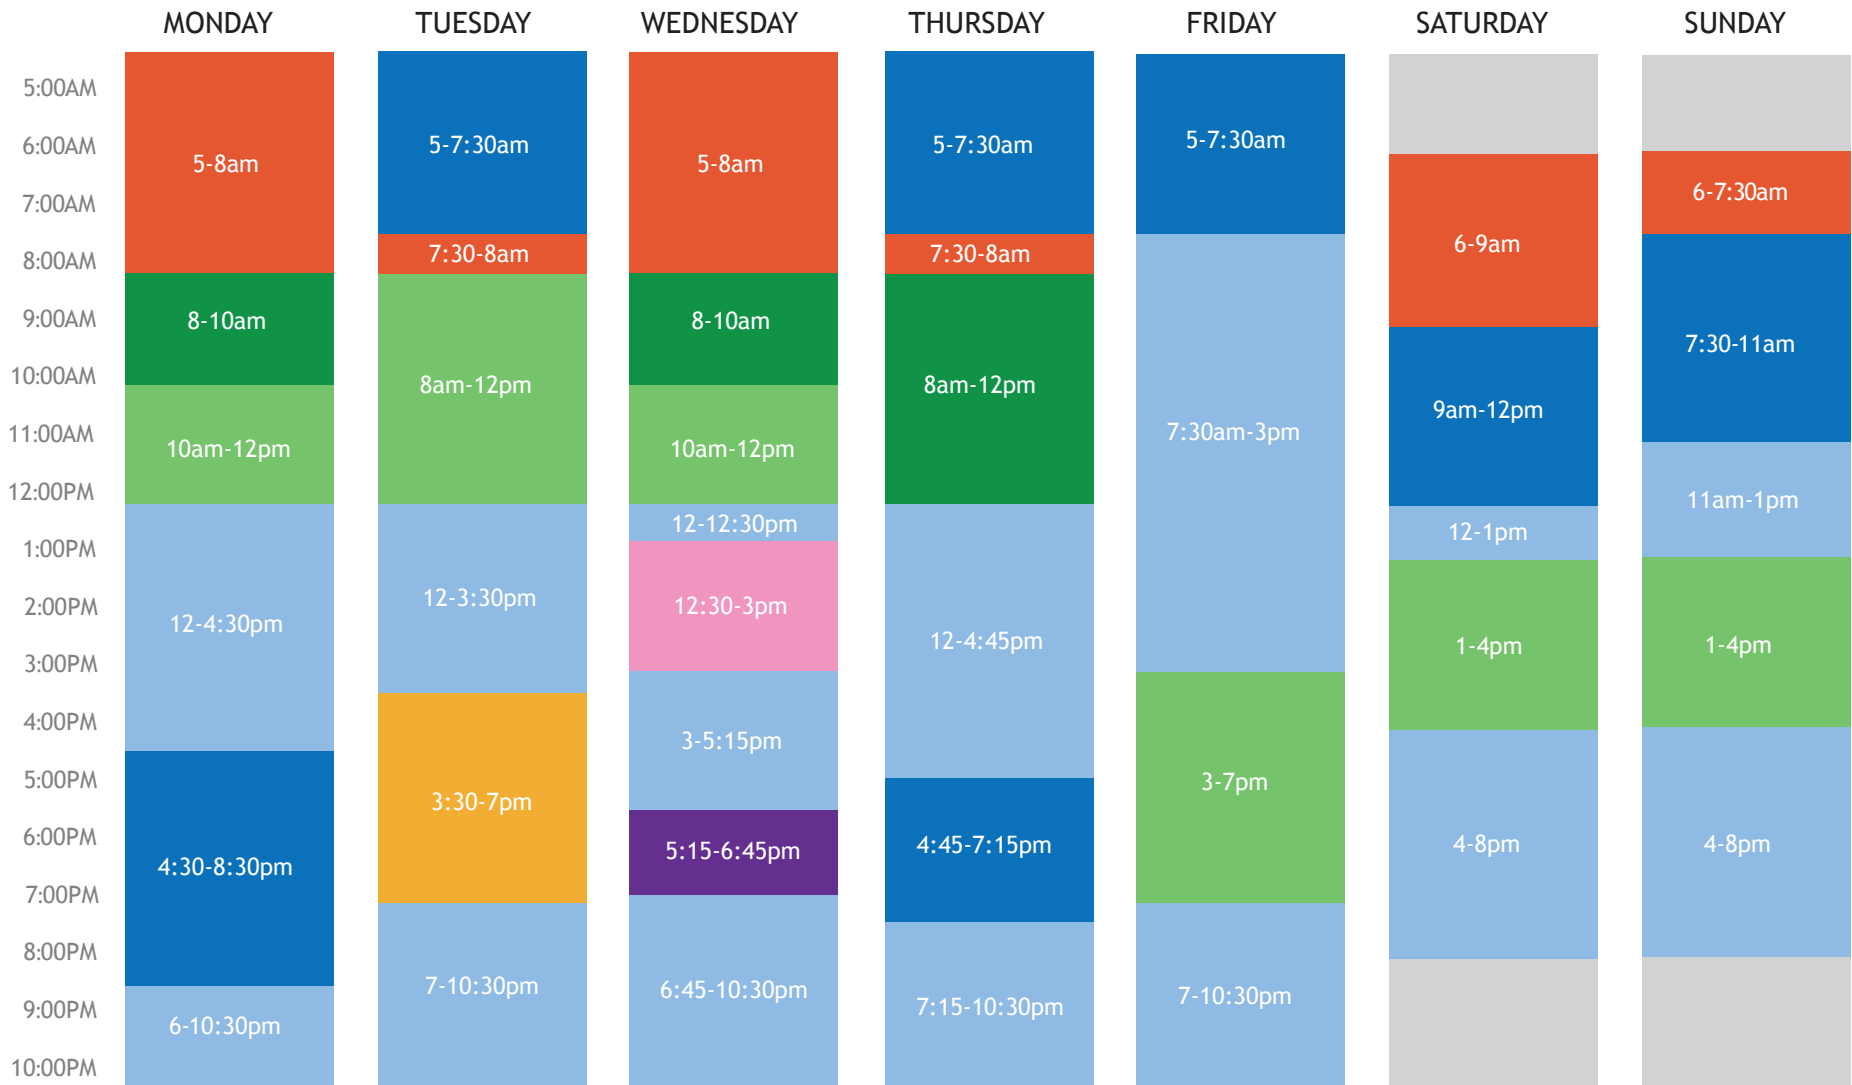 MONDAY TUESDAY WEDNESDAY THURSDAY FRIDAY SATURDAY SUNDAY
5:00AM
6:00AM
7:00AM
8:00AM
9:00AM
10:00AM
11:00AM
12:00PM
1:00PM
2:00PM
3:00PM
4:00PM
5:00PM
6:00PM
7:00PM
8:00PM
9:00PM
10:00PM
5-8am
8-10am
10am-12pm
12-4:30pm
4:30-8:30pm
6-10:30pm
5-7:30am
7:30-8am
8am-12pm
12-3:30pm
3:30-7pm
7-10:30pm
5-8am
8-10am
10am-12pm
12-12:30pm
12:30-3pm
3-5:15pm
5:15-6:45pm
6:45-10:30pm
5-7:30am
7:30-8am
8am-12pm
12-4:45pm
4:45-7:15pm
7:15-10:30pm
5-7:30am
7:30am-3pm
3-7pm
7-10:30pm
6-9am
9am-12pm
12-1pm
1-4pm
4-8pm
6-7:30am
7:30-11am
11am-1pm
1-4pm
4-8pm